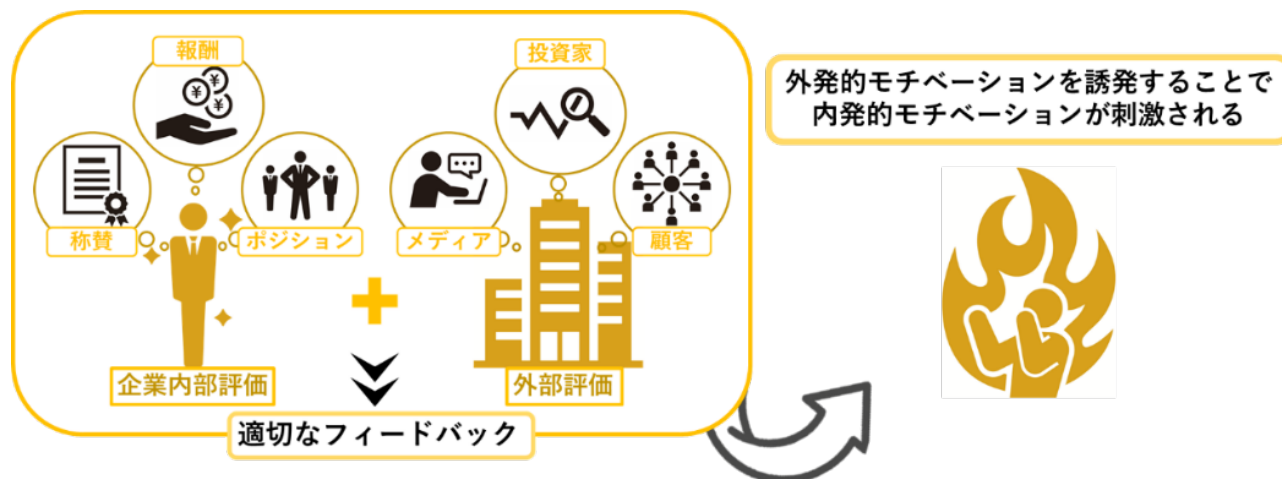 報酬
投資家
称賛
ポジション
メディア
顧客
企業内部評価
外部評価
適切なフィードバック
外発的モチベーションを誘発することで
内発的モチベーションが刺激される